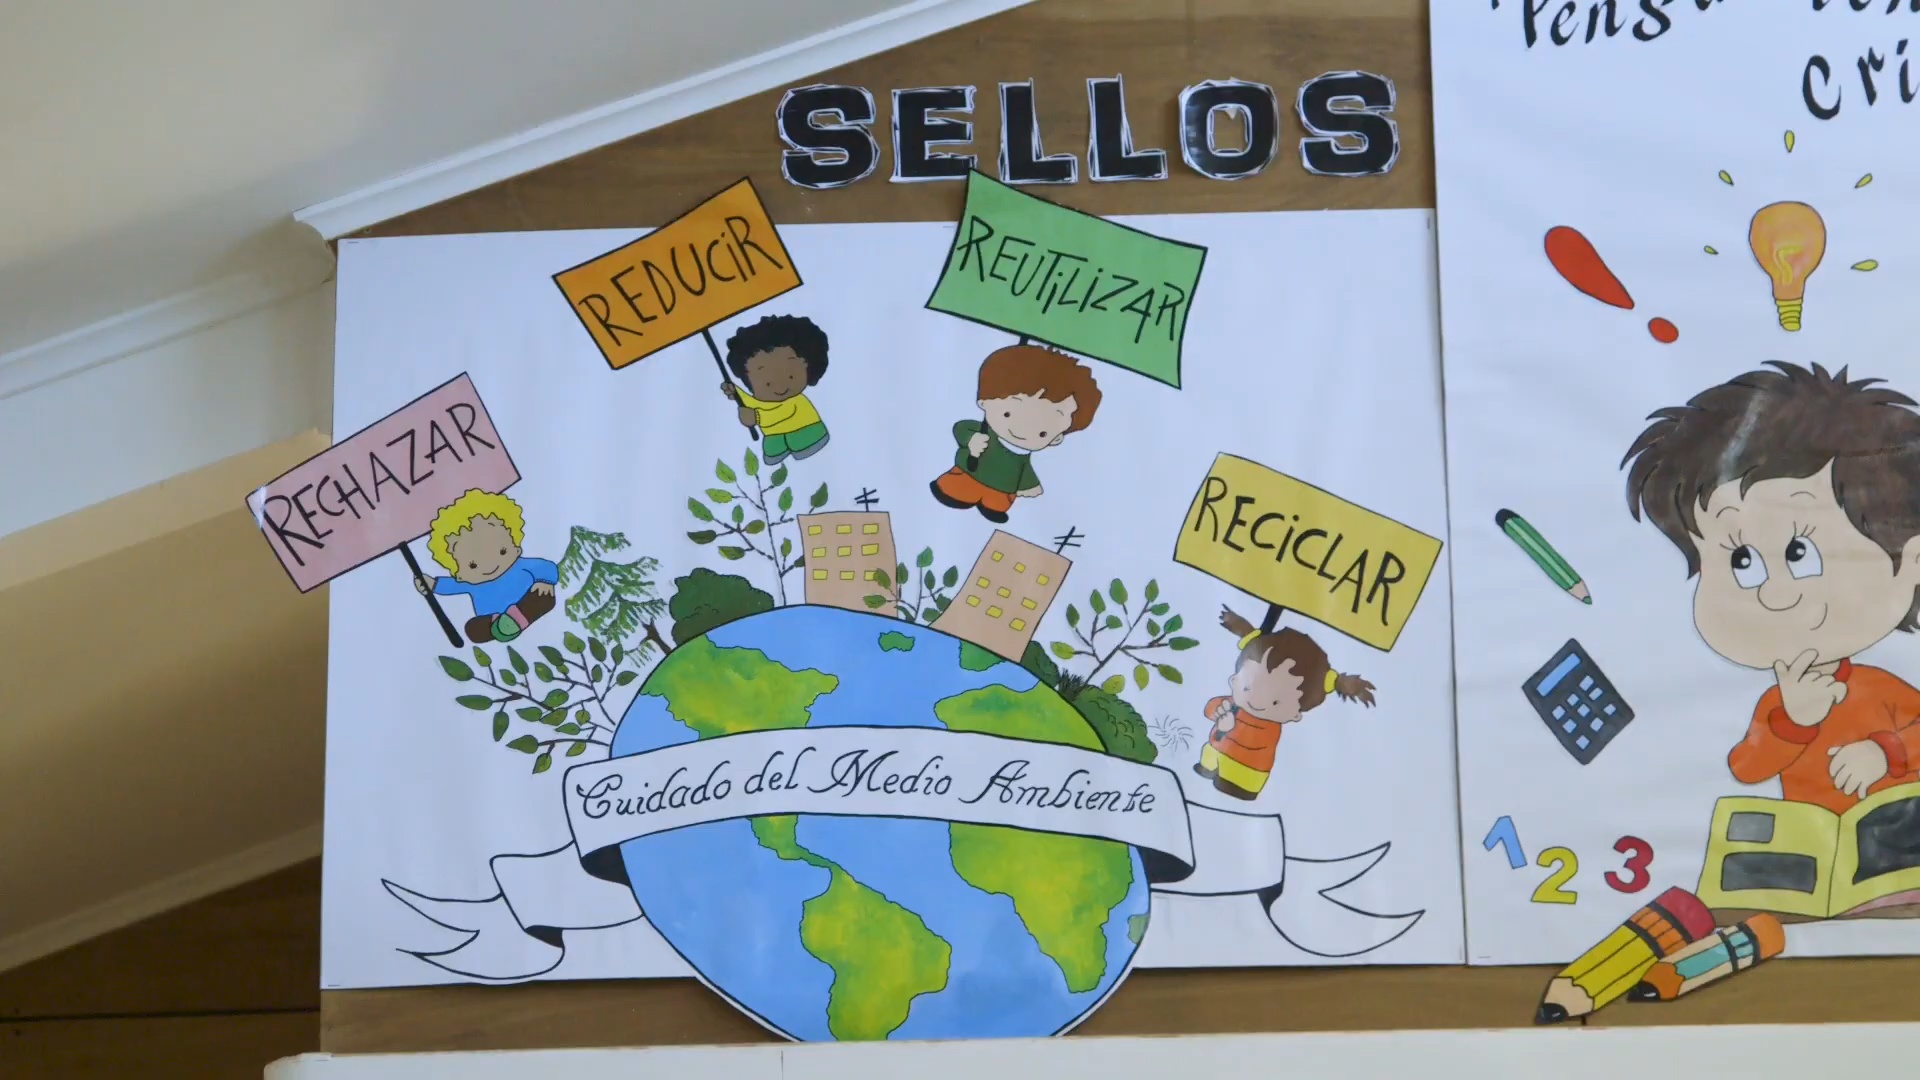 SELLOS
REDUCIR
REUTILIZAR
RECHAZAR
RECICLAR
Cuidado del Medio Ambiente
1 2 3